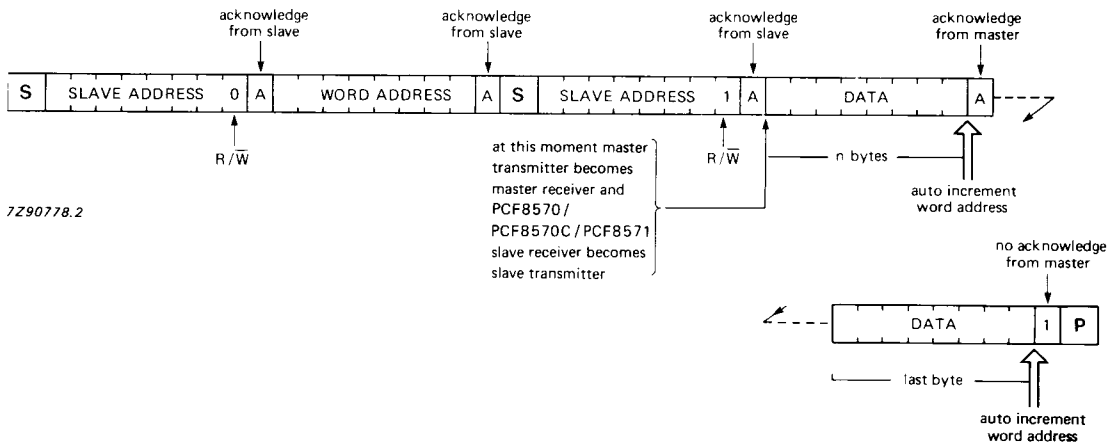 acknowledge
from slave
acknowledge
from slave
acknowledge
from slave
acknowledge
from master
S SLAVE ADDRESS 0 A WORD ADDRESS A S SLAVE ADDRESS 1 A DATA A
R/W̅
R/W̅
at this moment master
transmitter becomes
master receiver and
PCF8570/
PCF8570C/PCF8571
slave receiver becomes
slave transmitter
n bytes
auto increment
word address
7Z90778.2
no acknowledge
from master
DATA 1 P
last byte
auto increment
word address